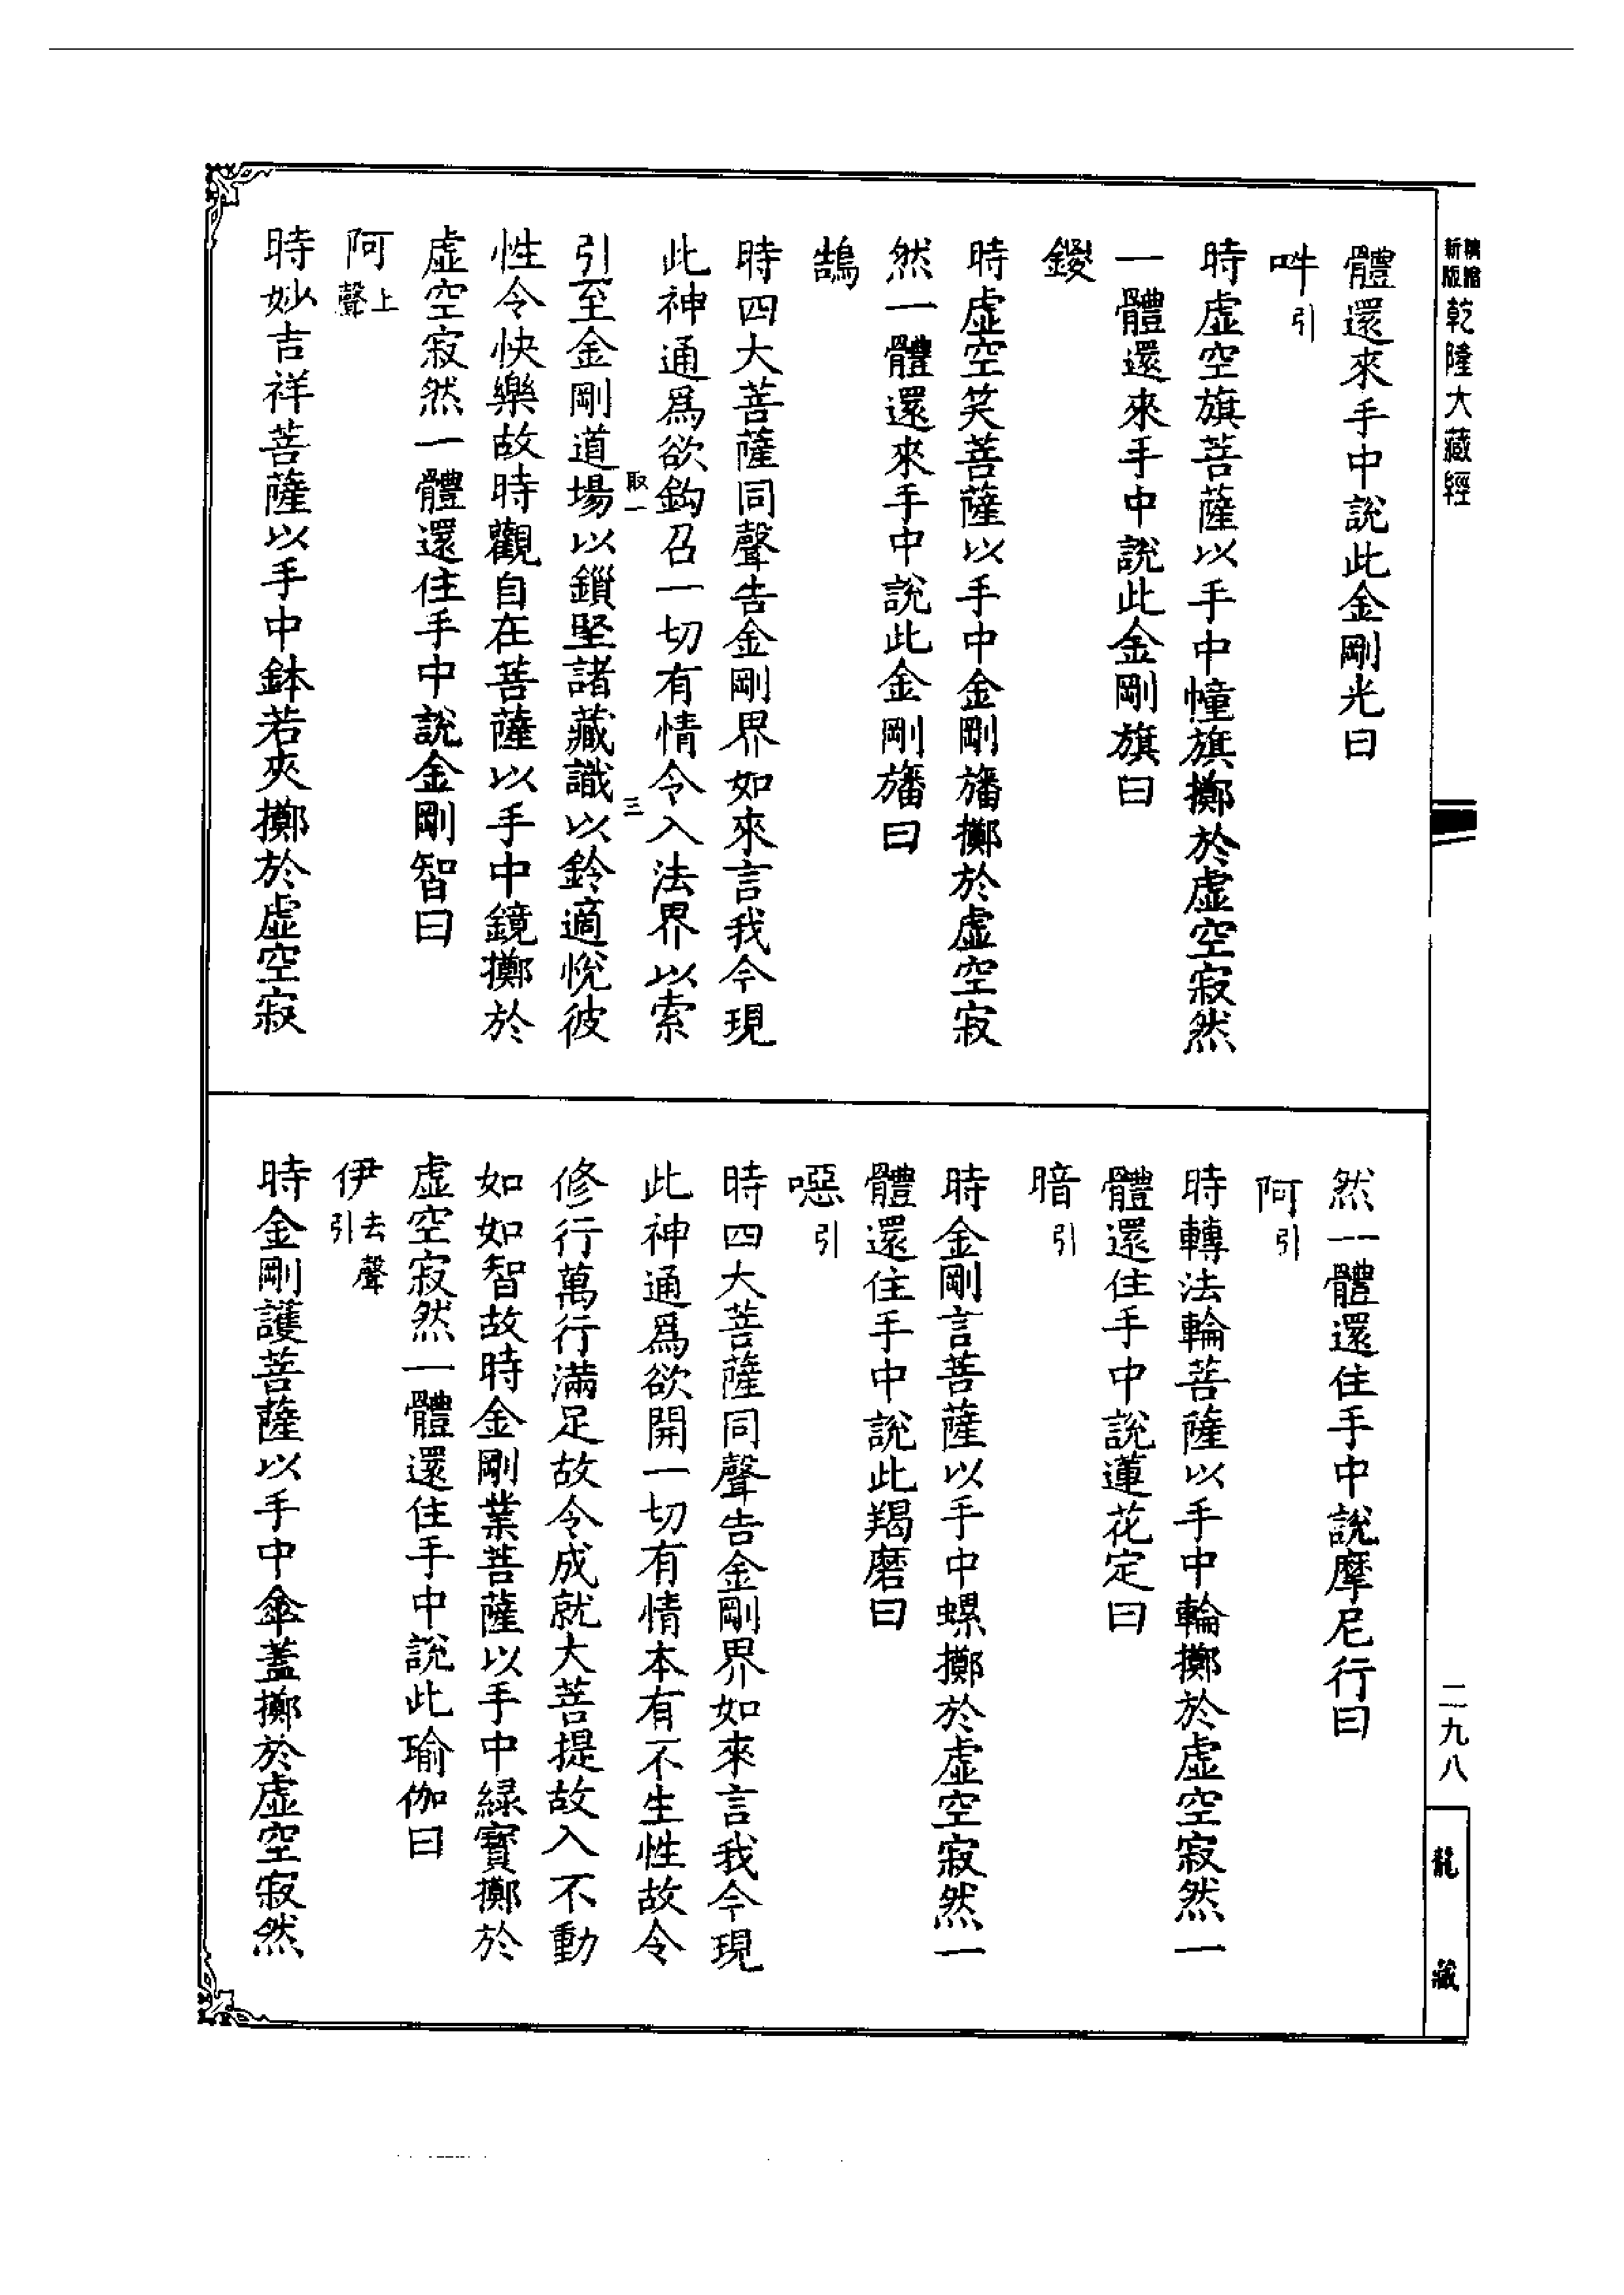 精縮
新版
乾隆大藏經
體還來手中說此金剛光曰
吽引
時虛空旗菩薩以手中幢旗擲於虛空寂然
一體還來手中說此金剛旗曰
鑁
時虛空笑菩薩以手中金剛旛擲於虛空寂
然一體還來手中說此金剛旛曰
鵠
時四大菩薩同聲告金剛界如來言我今現
此神通爲欲鈎召一切有情令入法界以索
取一
三
引至金剛道場以鎖堅諸藏識以鈴適悅彼
性令快樂故時觀自在菩薩以手中鏡擲於
虛空寂然一體還住手中說金剛智曰
阿上聲
時妙吉祥菩薩以手中鉢若夾擲於虛空寂
然一體還住手中說摩尼行曰
阿引
時轉法輪菩薩以手中輪擲於虛空寂然一
體還住手中說蓮花定曰
暗引
時金剛言菩薩以手中螺擲於虛空寂然一
體還住手中說此羯磨曰
噁引
時四大菩薩同聲告金剛界如來言我今現
此神通爲欲開一切有情本有不生性故令
修行萬行滿足故令成就大菩提故入不動
如如智故時金剛業菩薩以手中緑寶擲於
虛空寂然一體還住手中說此瑜伽曰
伊去聲引
時金剛護菩薩以手中傘蓋擲於虛空寂然
二九八
龍藏